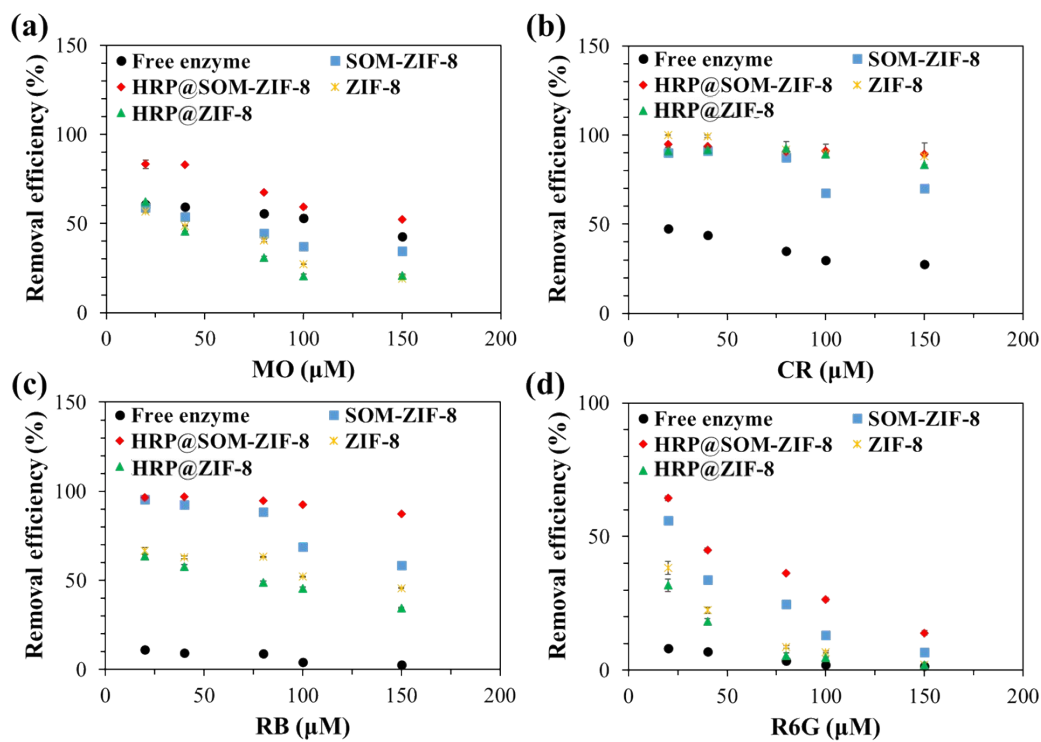 (a)
Removal efficiency (%)
150
100
50
0
Free enzyme
SOM-ZIF-8
HRP@SOM-ZIF-8
ZIF-8
HRP@ZIF-8
0 50 100 150 200
MO (μM)
(b)
Removal efficiency (%)
150
100
50
0
Free enzyme
SOM-ZIF-8
HRP@SOM-ZIF-8
ZIF-8
HRP@ZIF-8
0 50 100 150 200
CR (μM)
(c)
Removal efficiency (%)
150
100
50
0
Free enzyme
SOM-ZIF-8
HRP@SOM-ZIF-8
ZIF-8
HRP@ZIF-8
0 50 100 150 200
RB (μM)
(d)
Removal efficiency (%)
100
50
0
Free enzyme
SOM-ZIF-8
HRP@SOM-ZIF-8
ZIF-8
HRP@ZIF-8
0 50 100 150 200
R6G (μM)